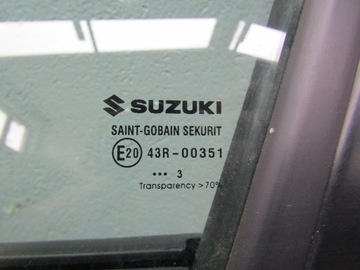 SUZUKI
SAINT-GOBAIN SEKURIT
E20 43R-00351
••• 3
Transparency >70%